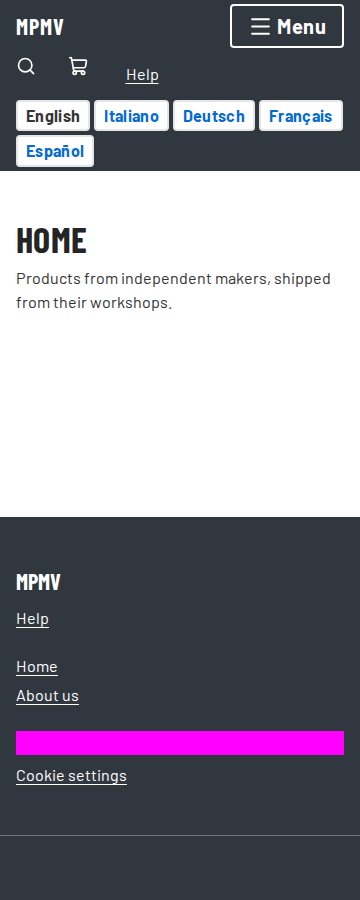 MPMV
Menu
Help
English Italiano Deutsch Français
Español
HOME
Products from independent makers, shipped
from their workshops.
MPMV
Help
Home
About us
Cookie settings